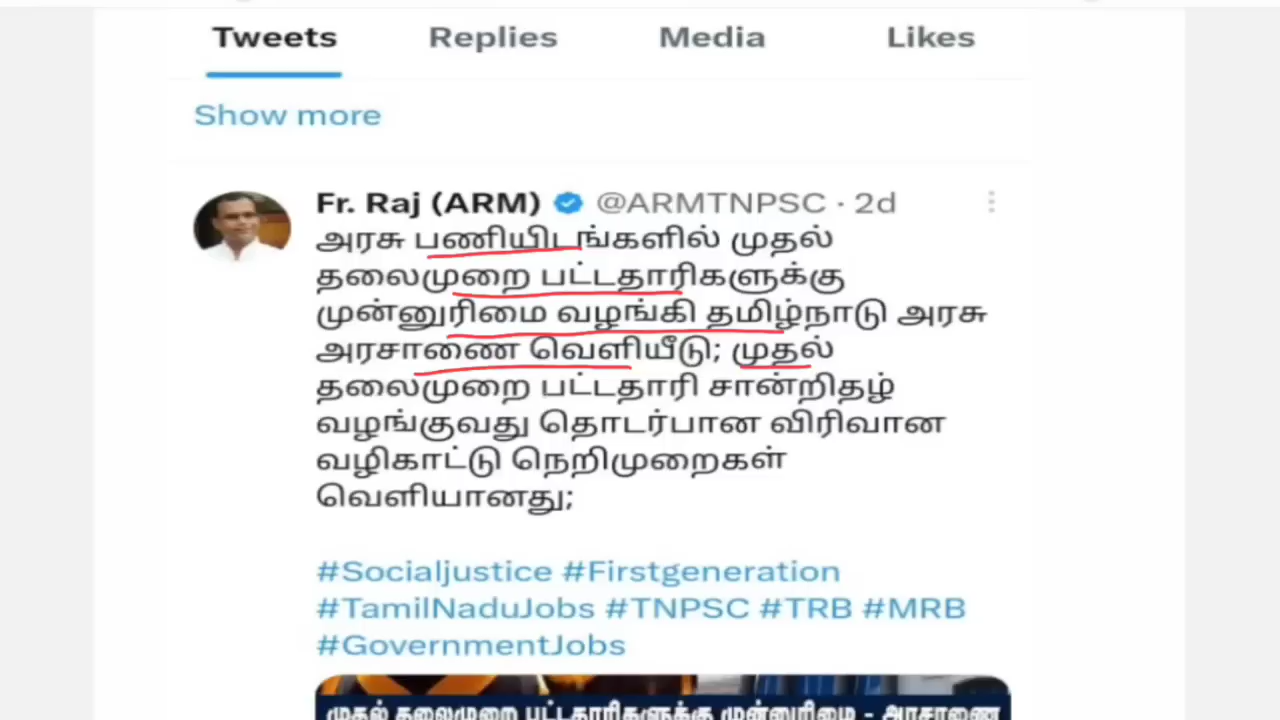 Tweets Replies Media Likes
Show more
Fr. Raj (ARM) @ARMTNPSC · 2d
அரசு பணியிடங்களில் முதல்
தலைமுறை பட்டதாரிகளுக்கு
முன்னுரிமை வழங்கி தமிழ்நாடு அரசு
அரசாணை வெளியீடு; முதல்
தலைமுறை பட்டதாரி சான்றிதழ்
வழங்குவது தொடர்பான விரிவான
வழிகாட்டு நெறிமுறைகள்
வெளியானது;
#Socialjustice #Firstgeneration
#TamilNaduJobs #TNPSC #TRB #MRB
#GovernmentJobs
முதல் தலைமுறை பட்டதாரிகளுக்கு முன்னுரிமை - அரசாணை